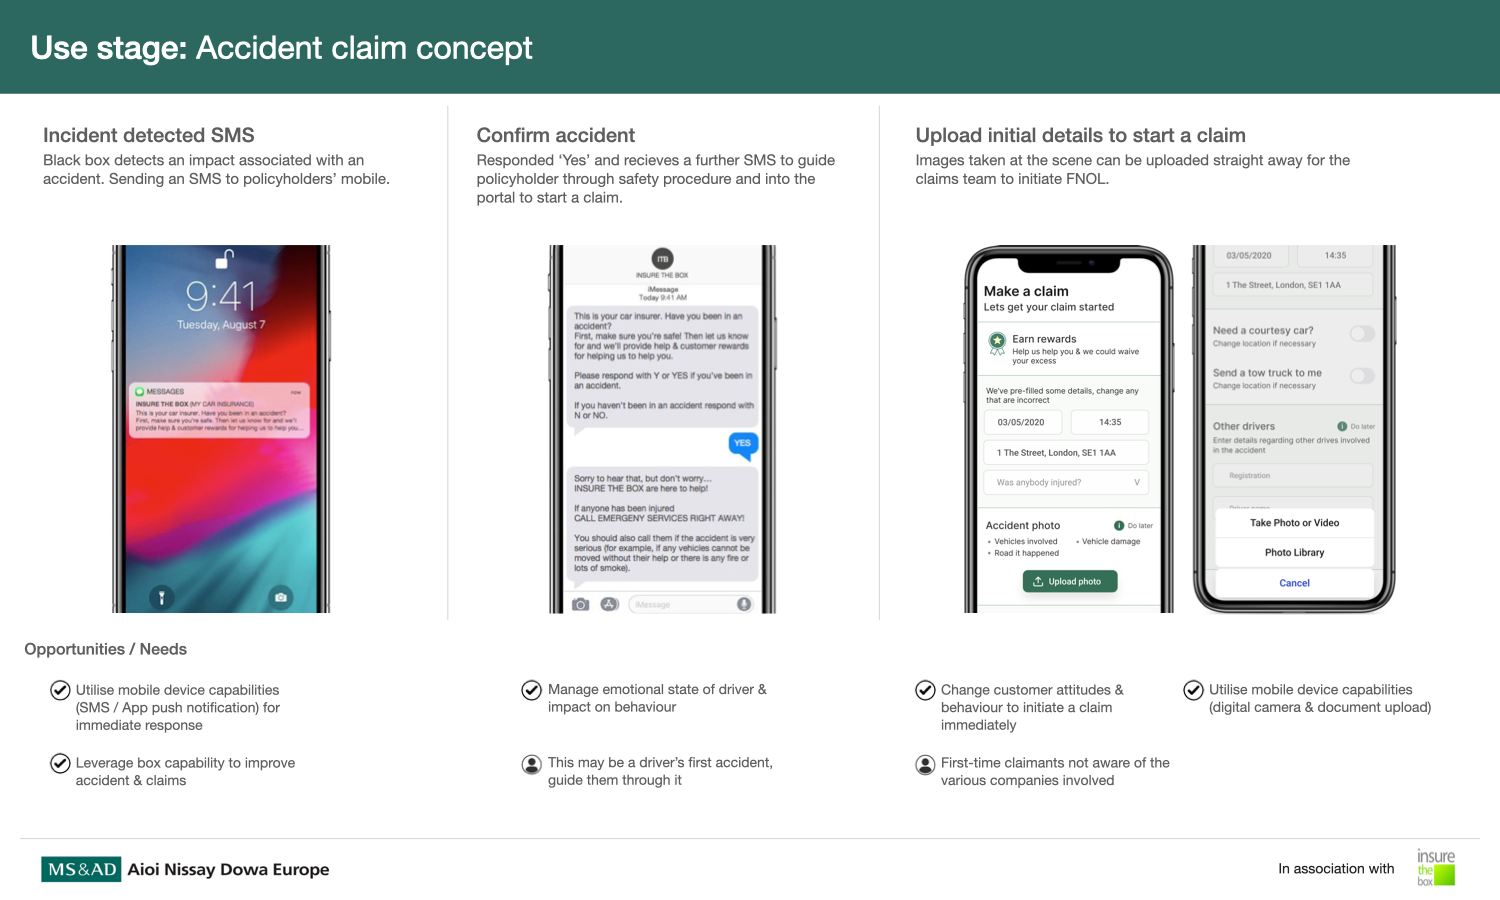 Use stage: Accident claim concept
Incident detected SMS
Black box detects an impact associated with an
accident. Sending an SMS to policyholders' mobile.
9:41
Tuesday, August 7
MESSAGES
now
INSURE THE BOX (MY CAR INSURANCE)
This is your car insurer. Have you been in an accident?
First, make sure you're safe. Then let us know for and we'll
provide help & customer rewards for helping us to help you...
Confirm accident
Responded 'Yes' and recieves a further SMS to guide
policyholder through safety procedure and into the
portal to start a claim.
ITB
INSURE THE BOX
iMessage
Today 9:41 AM
This is your car insurer. Have you been in an
accident?
First, make sure you're safe! Then let us know
for and we'll provide help & customer rewards
for helping us to help you.
Please respond with Y or YES if you've been in
an accident.
If you haven't been in an accident respond with
N or NO.
YES
Sorry to hear that, but don't worry...
INSURE THE BOX are here to help!
If anyone has been injured
CALL EMERGENY SERVICES RIGHT AWAY!
You should also call them if the accident is very
serious (for example, if any vehicles cannot be
moved without their help or there is any fire or
lots of smoke).
iMessage
Upload initial details to start a claim
Images taken at the scene can be uploaded straight away for the
claims team to initiate FNOL.
Make a claim
Lets get your claim started
Earn rewards
Help us help you & we could waive
your excess
We've pre-filled some details, change any
that are incorrect
03/05/2020
14:35
1 The Street, London, SE1 1AA
Was anybody injured?
V
Accident photo
i Do later
• Vehicles involved
• Vehicle damage
• Road it happened
Upload photo
03/05/2020
14:35
1 The Street, London, SE1 1AA
Need a courtesy car?
Change location if necessary
Send a tow truck to me
Change location if necessary
Other drivers
i Do later
Enter details regarding other drives involved
in the accident
Registration
Driver name
Take Photo or Video
Photo Library
Cancel
Opportunities / Needs
Utilise mobile device capabilities
(SMS / App push notification) for
immediate response
Leverage box capability to improve
accident & claims
Manage emotional state of driver &
impact on behaviour
This may be a driver's first accident,
guide them through it
Change customer attitudes &
behaviour to initiate a claim
immediately
First-time claimants not aware of the
various companies involved
Utilise mobile device capabilities
(digital camera & document upload)
MS&AD Aioi Nissay Dowa Europe
In association with
insure
the
box